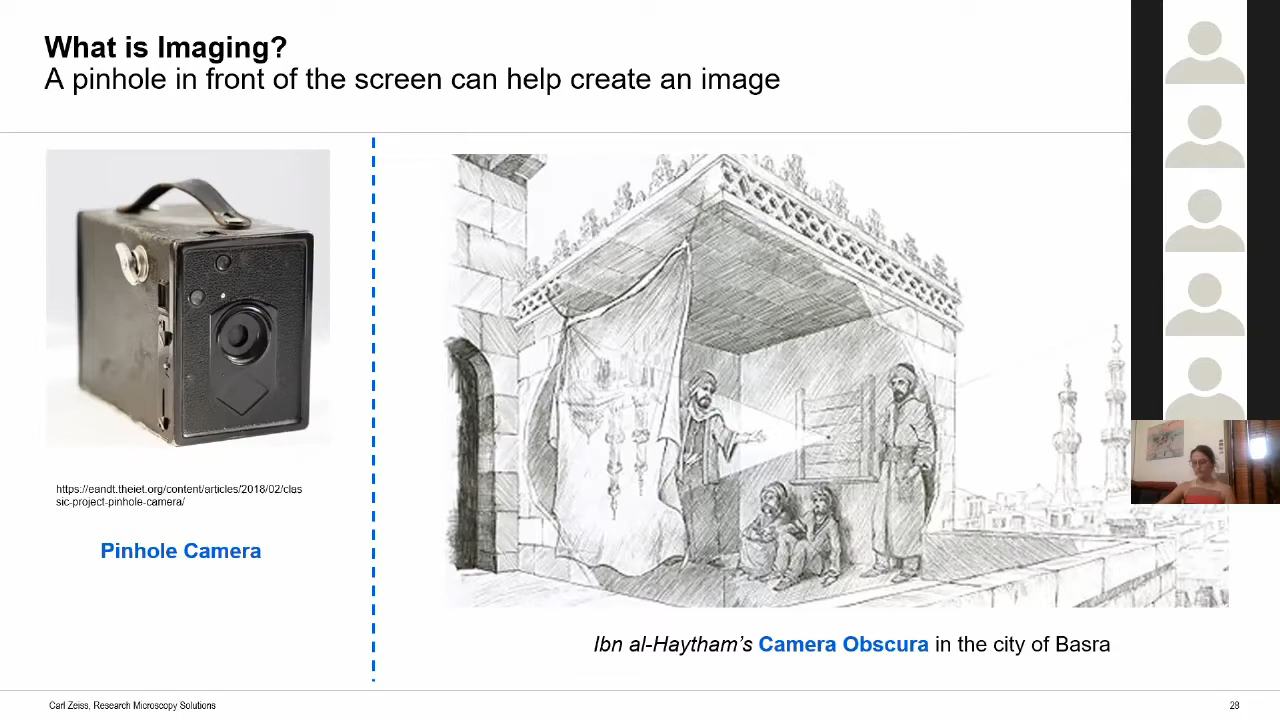 What is Imaging?
A pinhole in front of the screen can help create an image
https://eandt.theiet.org/content/articles/2018/02/clas
sic-project-pinhole-camera/
Pinhole Camera
Ibn al-Haytham's Camera Obscura in the city of Basra
Carl Zeiss, Research Microscopy Solutions
28